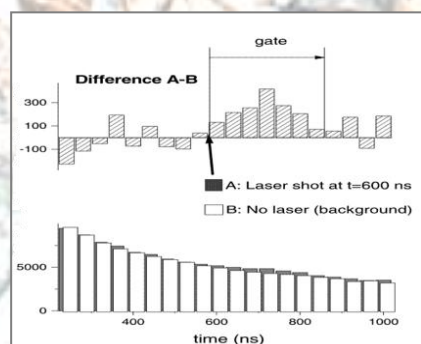 gate
Difference A-B
300
100
-100
A: Laser shot at t=600 ns
B: No laser (background)
5000
0
400
600
800
1000
time (ns)